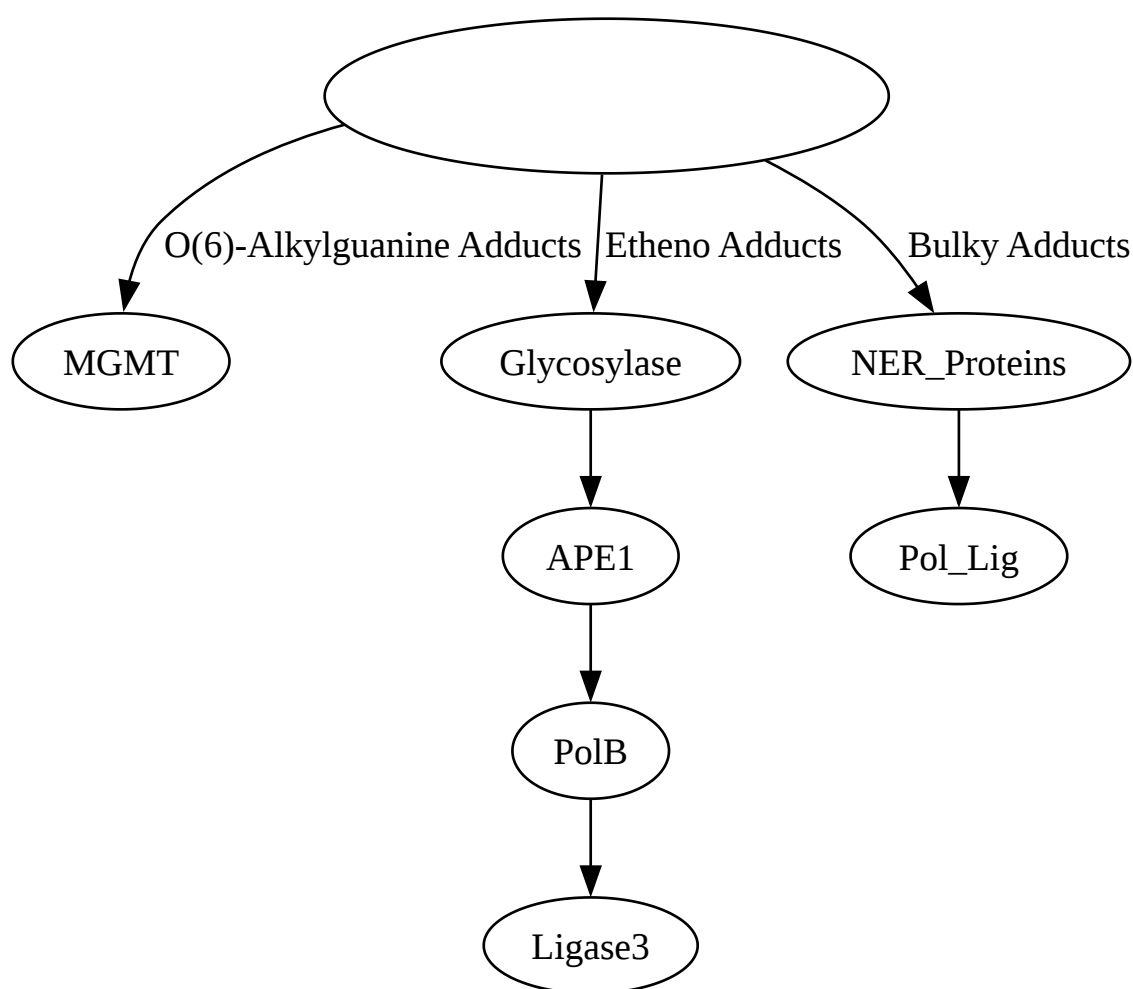 O(6)-Alkylguanine Adducts
Etheno Adducts
Bulky Adducts
MGMT
Glycosylase
NER_Proteins
APE1
Pol_Lig
PolB
Ligase3